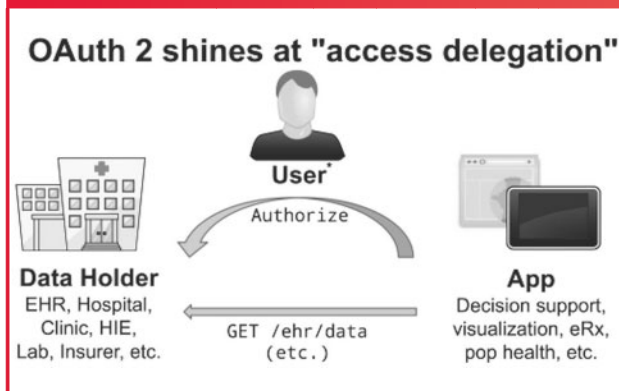 OAuth 2 shines at "access delegation"
User*
Authorize
Data Holder
EHR, Hospital,
Clinic, HIE,
Lab, Insurer, etc.
GET /ehr/data
(etc.)
App
Decision support,
visualization, eRx,
pop health, etc.